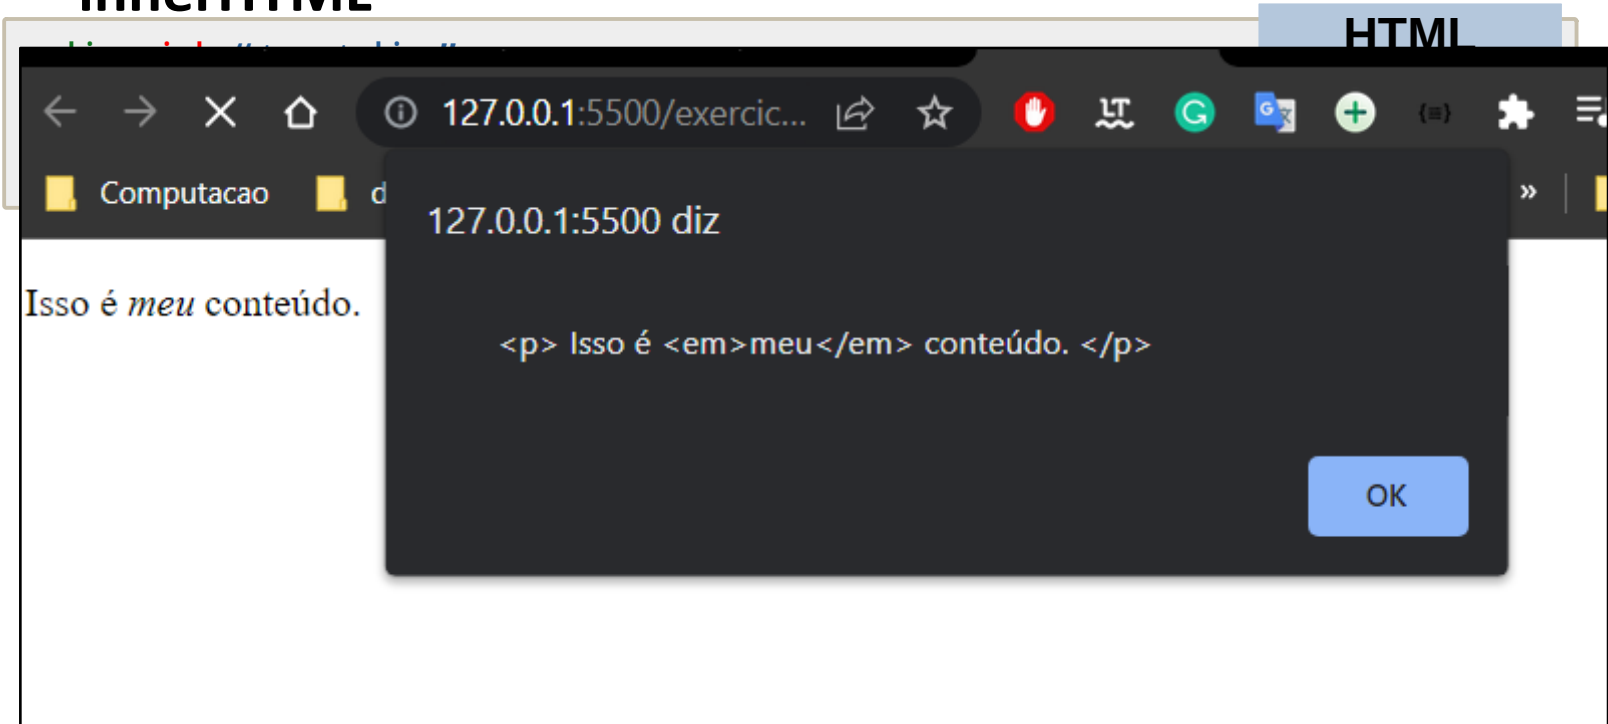 innerHTML
HTML
127.0.0.1:5500/exercic...
Computacao
d
»
127.0.0.1:5500 diz
Isso é meu conteúdo.
<p> Isso é <em>meu</em> conteúdo. </p>
OK